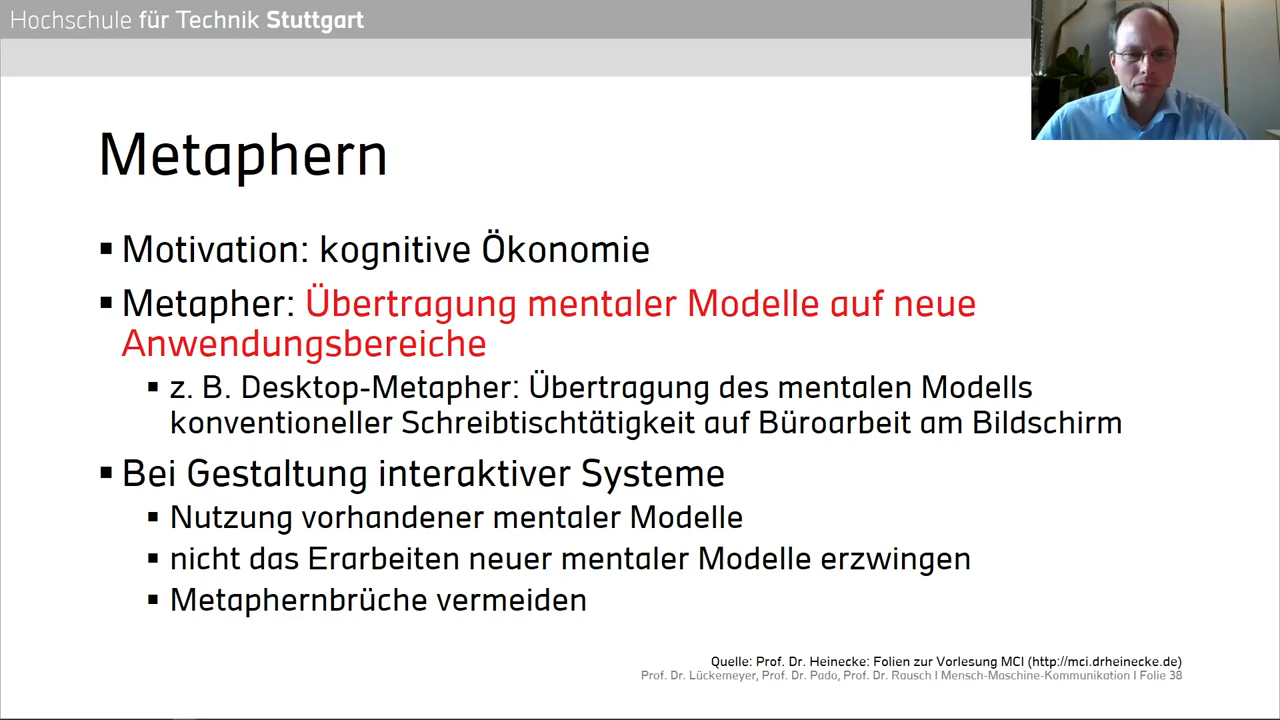 Hochschule für Technik Stuttgart
Metaphern
▪ Motivation: kognitive Ökonomie
▪ Metapher: Übertragung mentaler Modelle auf neue
Anwendungsbereiche
▪ z. B. Desktop-Metapher: Übertragung des mentalen Modells
konventioneller Schreibtischtätigkeit auf Büroarbeit am Bildschirm
▪ Bei Gestaltung interaktiver Systeme
▪ Nutzung vorhandener mentaler Modelle
▪ nicht das Erarbeiten neuer mentaler Modelle erzwingen
▪ Metaphernbrüche vermeiden
Quelle: Prof. Dr. Heinecke: Folien zur Vorlesung MCI (http://mci.drheinecke.de)
Prof. Dr. Lückemeyer, Prof. Dr. Pado, Prof. Dr. Rausch I Mensch-Maschine-Kommunikation I Folie 38